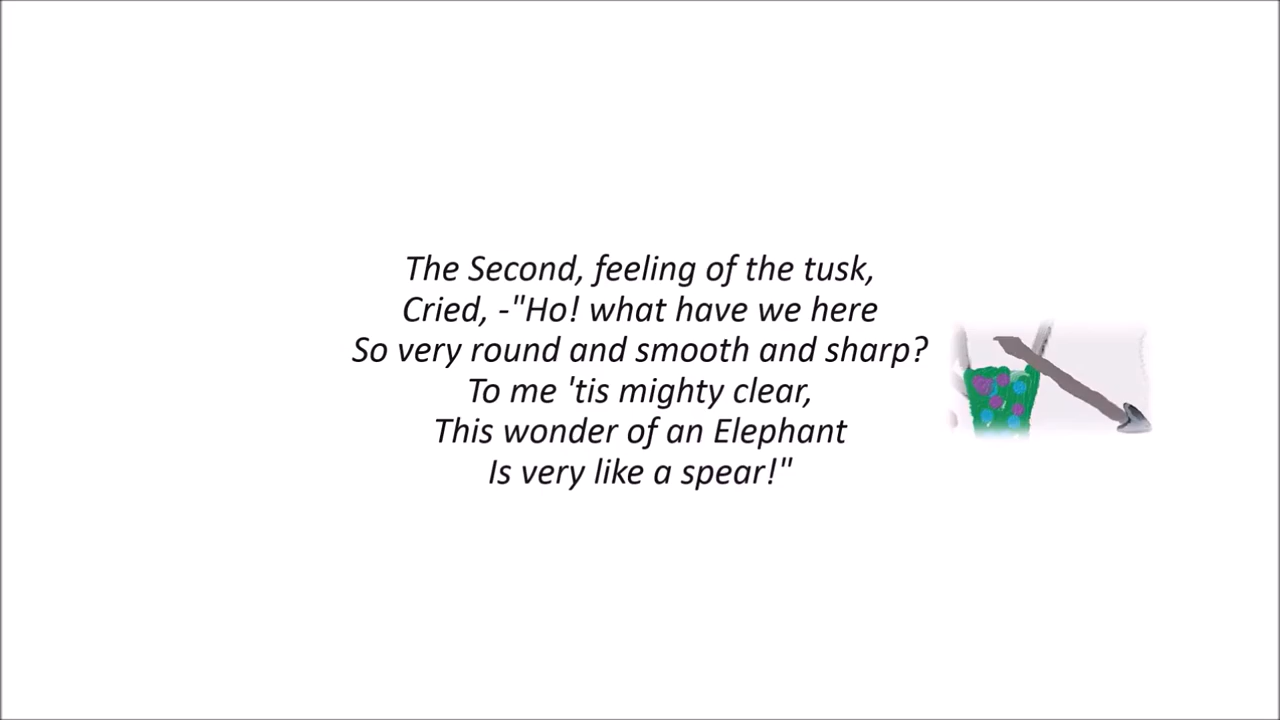 The Second, feeling of the tusk,
Cried, -"Ho! what have we here
So very round and smooth and sharp?
To me 'tis mighty clear,
This wonder of an Elephant
Is very like a spear!"